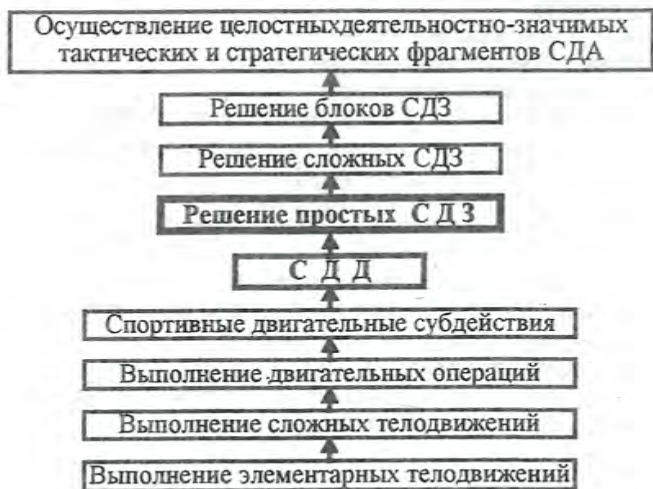 Осуществление целостныхдеятельностно-значимых
тактических и стратегических фрагментов СДА
Решение блоков СДЗ
Решение сложных СДЗ
Решение простых С Д З
С Д Д
Спортивные двигательные субдействия
Выполнение двигательных операций
Выполнение сложных телодвижений
Выполнение элементарных телодвижений